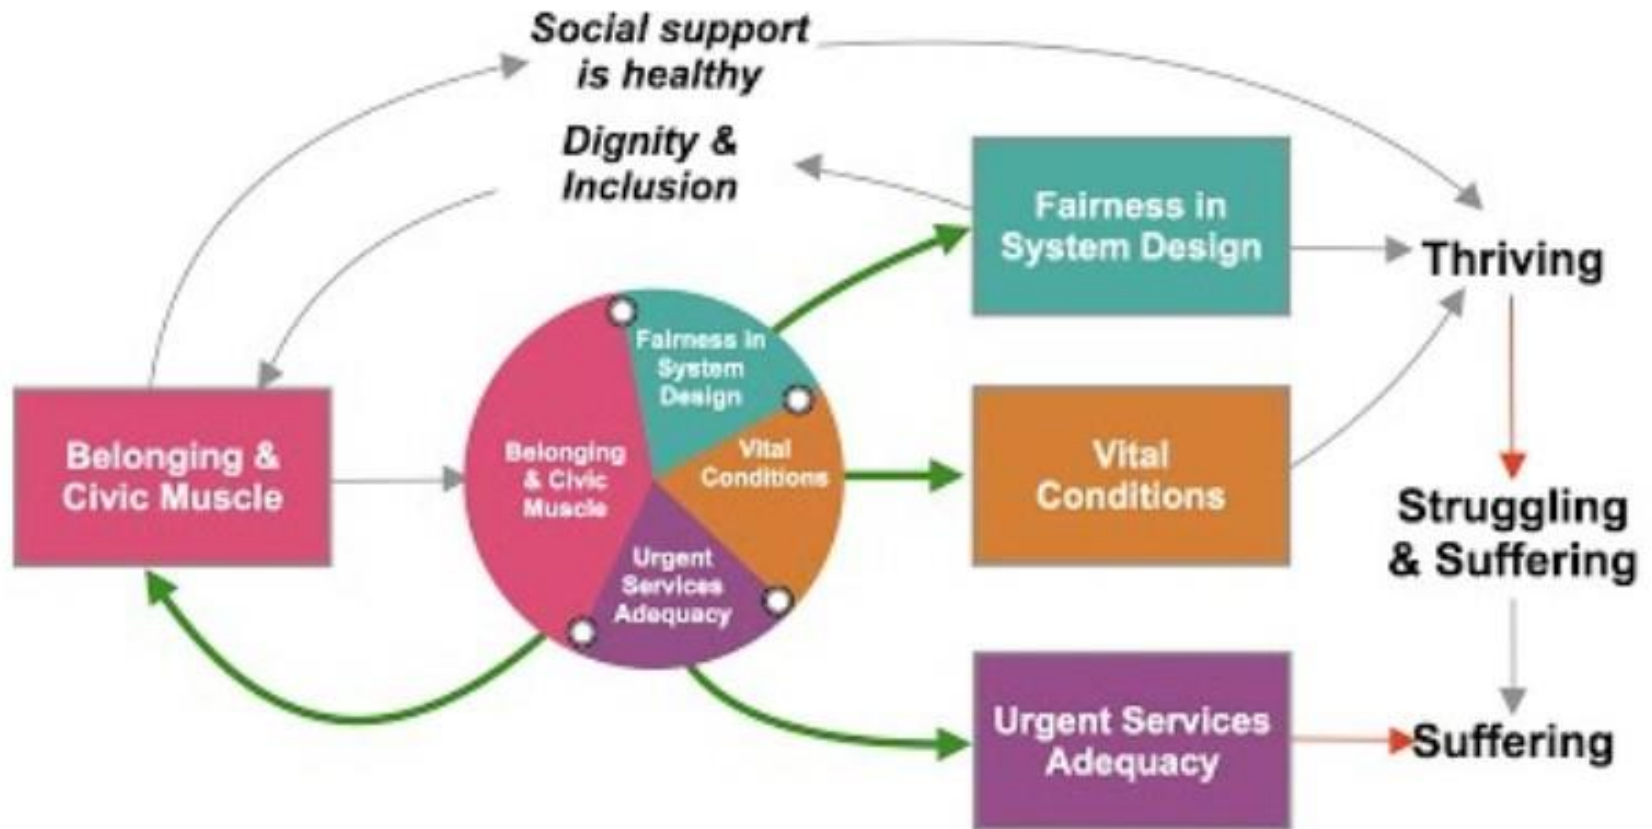 Social support
is healthy
Dignity &
Inclusion
Fairness in
System Design
Thriving
Fairness in
System
Design
Belonging &
Civic Muscle
Belonging
& Civic
Muscle
Vital
Conditions
Vital
Conditions
Struggling
& Suffering
Urgent
Services
Adequacy
Urgent Services
Adequacy
Suffering